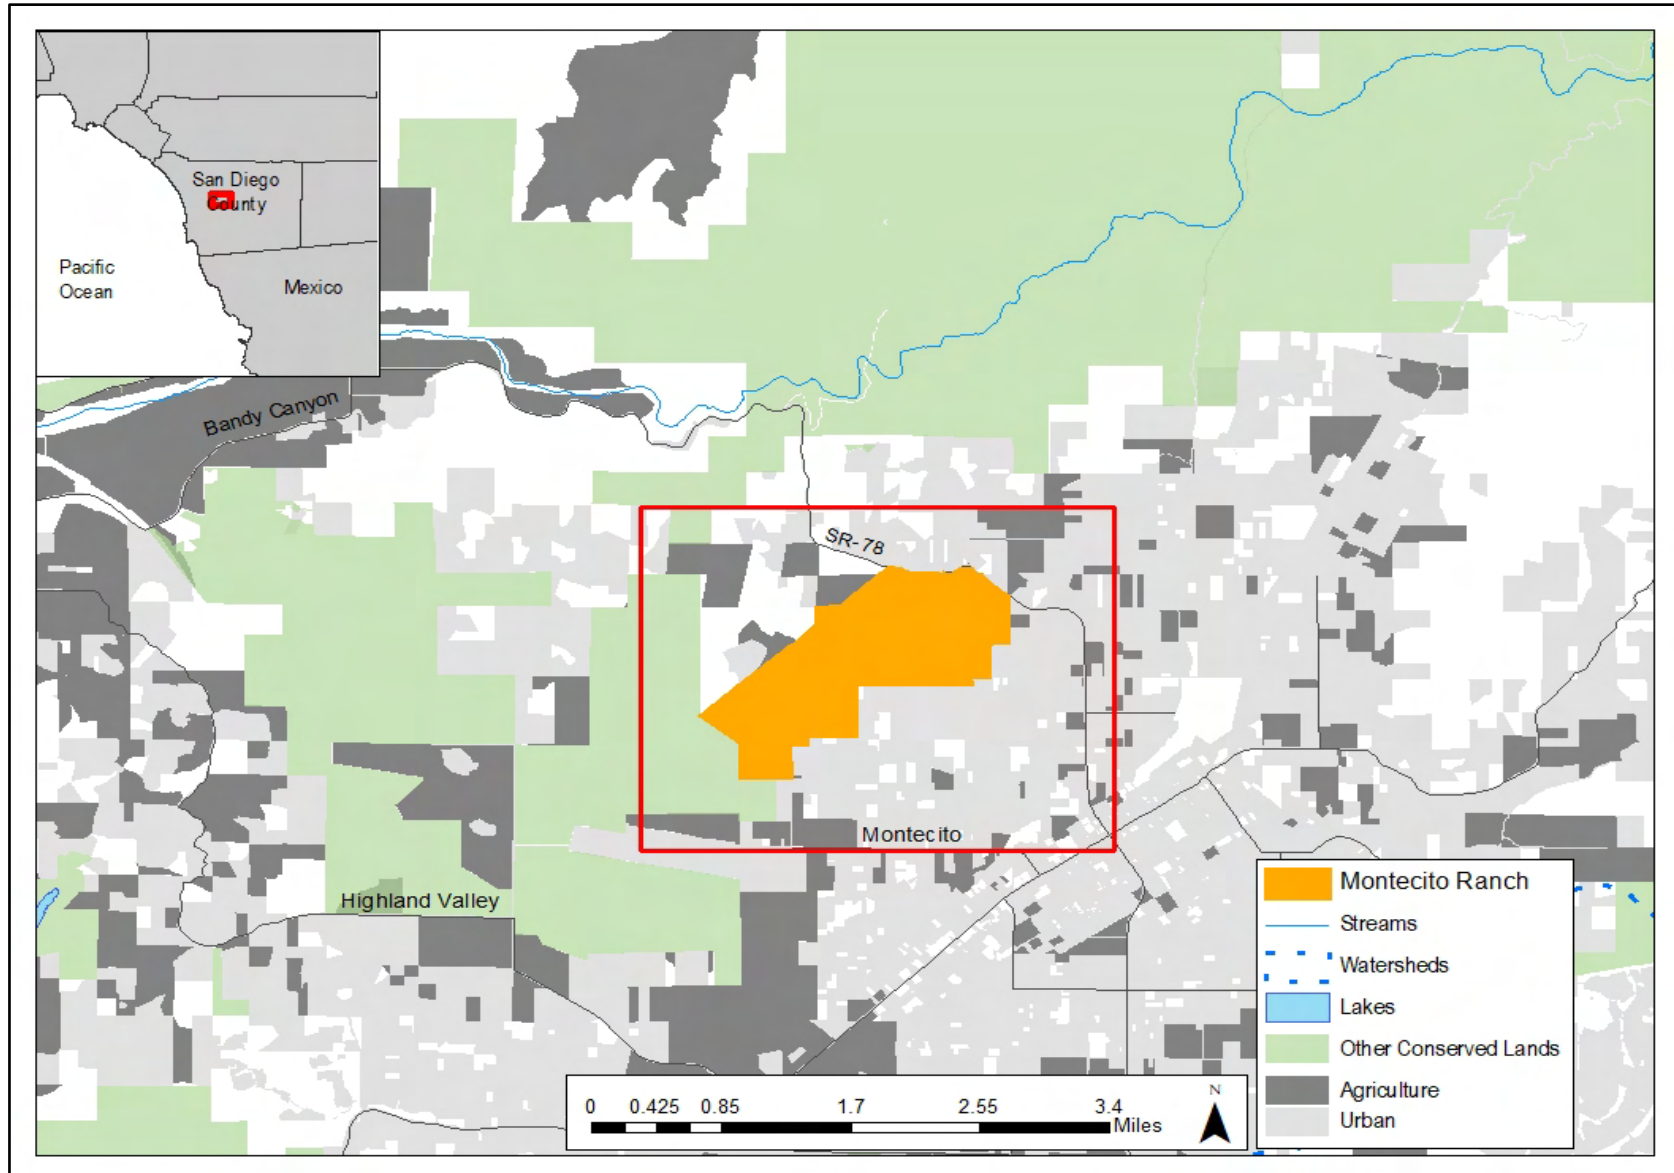 San Diego
County
Pacific
Ocean
Mexico
Bandy Canyon
SR-78
Montecito
Highland Valley
Montecito Ranch
Streams
Watersheds
Lakes
Other Conserved Lands
Agriculture
Urban
0 0.425 0.85 1.7 2.55 3.4
Miles
N